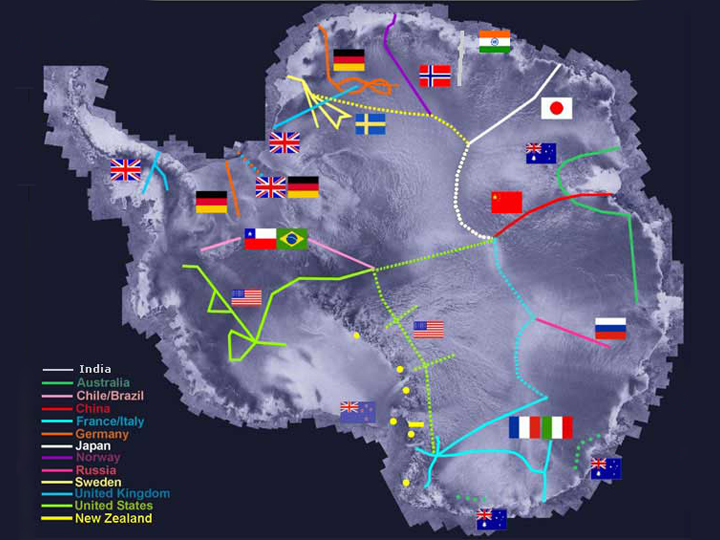 India
Australia
Chile/Brazil
China
France/Italy
Germany
Japan
Norway
Russia
Sweden
United Kingdom
United States
New Zealand